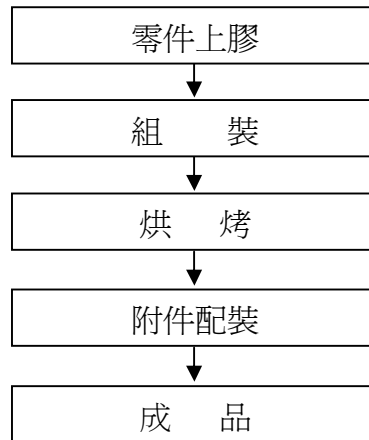 零件上膠
組　　裝
烘　　烤
附件配裝
成　　品